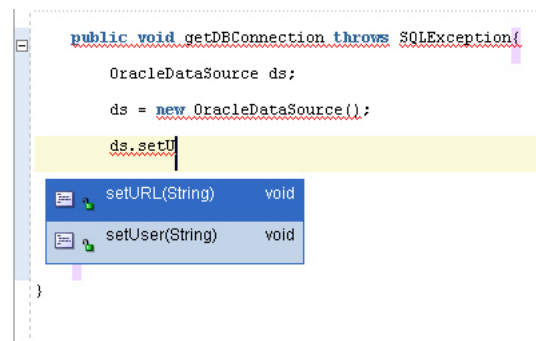 public void getDBConnection throws SQLException{
OracleDataSource ds;
ds = new OracleDataSource();
ds.setU
setURL(String) void
setUser(String) void
}